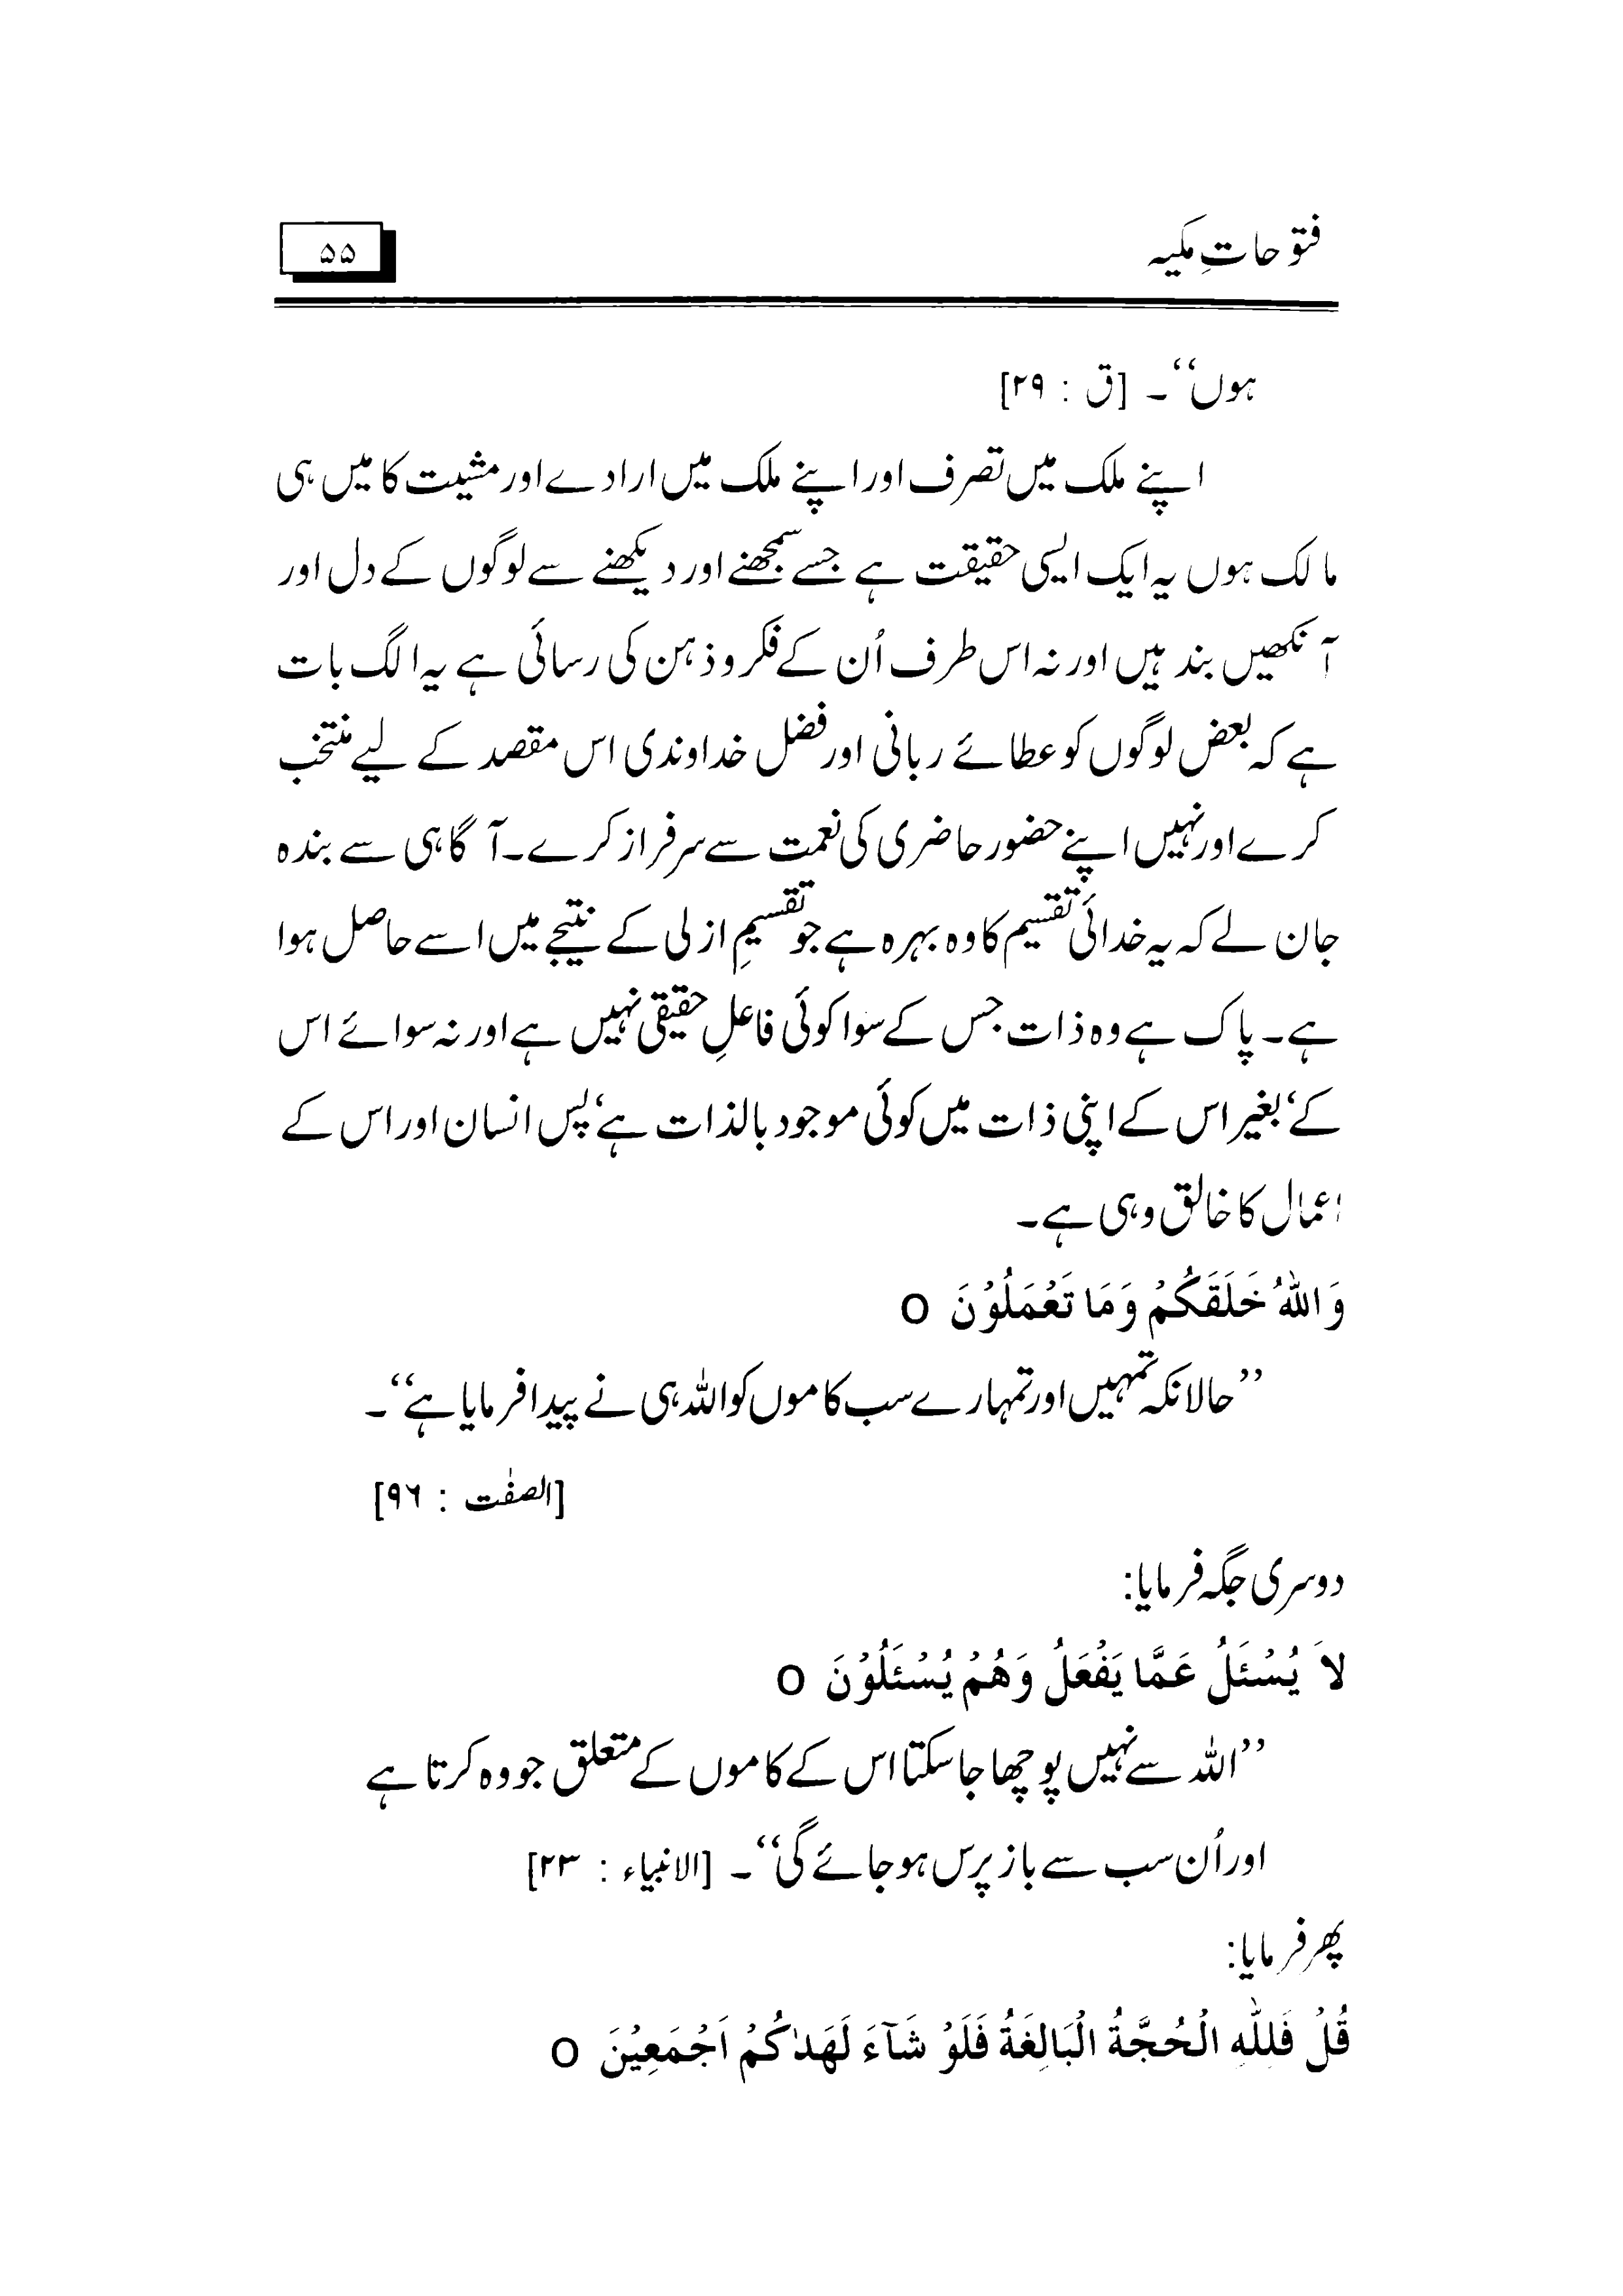 فتوحاتِ مکیہ
۵۵
ہوں‘‘۔ [ق : ۲۹]
اپنے ملک میں تصرف اور اپنے ملک میں ارادے اور مشیت کا میں ہی
مالک ہوں یہ ایک ایسی حقیقت ہے جسے سمجھنے اور دیکھنے سے لوگوں کے دل اور
آنکھیں بند ہیں اور نہ اس طرف اُن کے فکر و ذہن کی رسائی ہے یہ الگ بات
ہے کہ بعض لوگوں کو عطائے ربانی اور فضل خداوندی اس مقصد کے لیے منتخب
کرے اور نہیں اپنے حضور حاضری کی نعمت سے سرفراز کرے۔ آگاہی سے بندہ
جان لے کہ یہ خدائی تقسیم کا وہ بہرہ ہے جو تقسیمِ ازلی کے نتیجے میں اسے حاصل ہوا
ہے۔ پاک ہے وہ ذات جس کے سوا کوئی فاعلِ حقیقی نہیں ہے اور نہ سوائے اس
کے‘ بغیر اس کے اپنی ذات میں کوئی موجود بالذات ہے‘ پس انسان اور اس کے
اعمال کا خالق وہی ہے۔
وَاللّٰهُ خَلَقَكُمْ وَمَا تَعْمَلُوْنَ O
’’حالانکہ تمہیں اور تمہارے سب کاموں کو اللہ ہی نے پیدا فرمایا ہے‘‘۔
[الصفٰت : ۹۶]
دوسری جگہ فرمایا:
لاَ يُسْئَلُ عَمَّا يَفْعَلُ وَهُمْ يُسْئَلُوْنَ O
’’اللہ سے نہیں پوچھا جا سکتا اس کے کاموں کے متعلق جو وہ کرتا ہے
اور اُن سب سے باز پرس ہو جائے گی‘‘۔ [الانبیاء : ۲۳]
پھر فرمایا:
قُلْ فَلِلّٰهِ الْحُجَّةُ الْبَالِغَةُ فَلَوْ شَآءَ لَهَدٰكُمْ اَجْمَعِيْنَ O